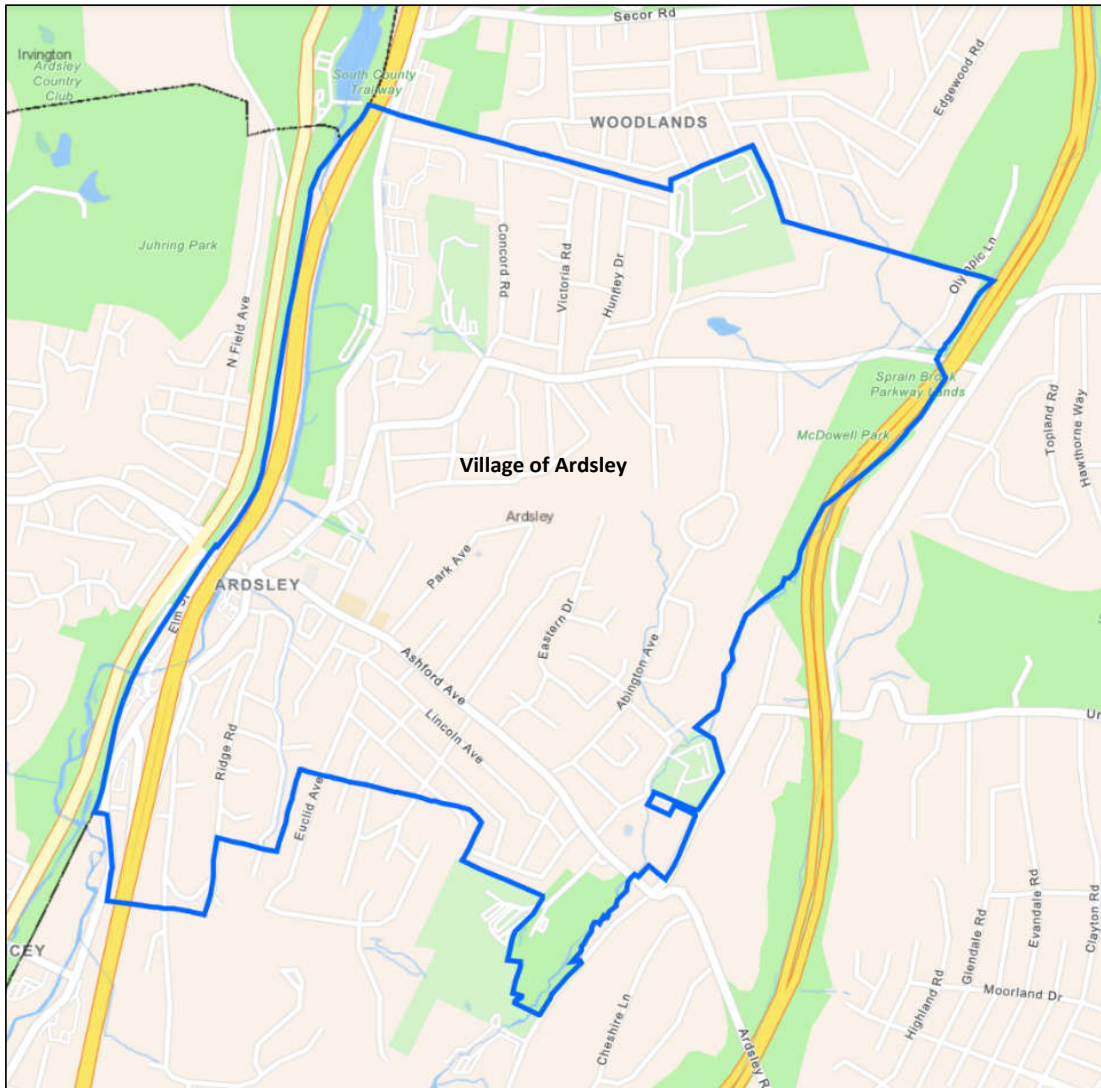 Secor Rd
Irvington
Ardsley
Country
Club
South County
Trailway
Edgewood Rd
WOODLANDS
Juhring Park
Concord Rd
Victoria Rd
Huntley Dr
Olympic Ln
N Field Ave
Sprain Brook
Parkway Lands
Topland Rd
Hawthorne Way
McDowell Park
Village of Ardsley
Ardsley
Park Ave
ARDSLEY
Elm St
Eastern Dr
Abington Ave
Ashford Ave
Lincoln Ave
Ridge Rd
Euclid Ave
CEY
Glendale Rd
Evandale Rd
Clayton Rd
Highland Rd
Moorland Dr
Cheshire Ln
Ardsley R